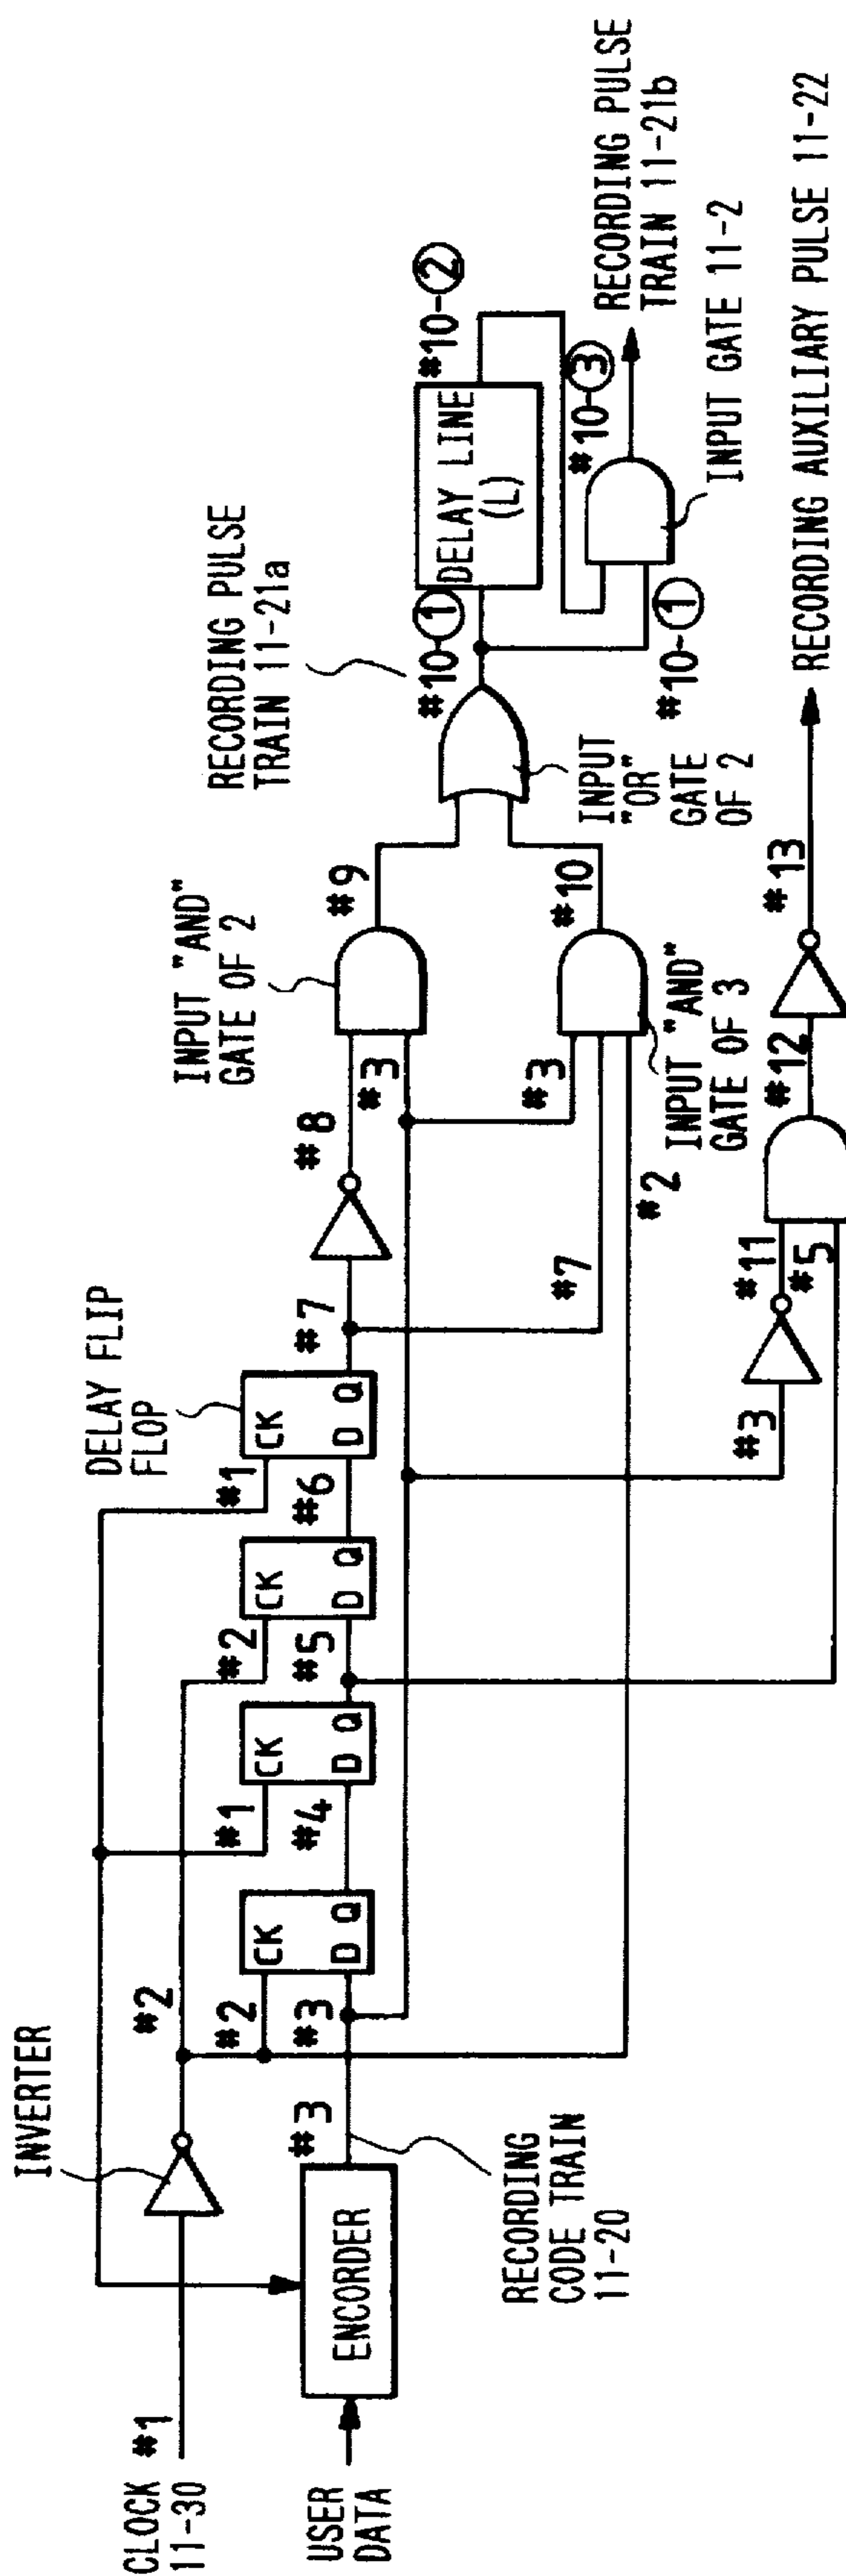 CLOCK #1
11-30
USER
DATA
INVERTER
ENCORDER
#3
RECORDING
CODE TRAIN
11-20
#2
#2
#3
CK
D Q
#4
#1
CK
D Q
#5
#2
CK
D Q
#6
#1
CK
D Q
DELAY FLIP
FLOP
#7
#8
#3
INPUT "AND"
GATE OF 2
#9
#7
#2
#3
INPUT "AND"
GATE OF 3
#10
INPUT
"OR"
GATE
OF 2
RECORDING PULSE
TRAIN 11-21a
#10-①
DELAY LINE
(L)
#10-②
#10-①
#10-③
INPUT GATE 11-2
RECORDING PULSE
TRAIN 11-21b
#3
#11
#5
#12
#13
RECORDING AUXILIARY PULSE 11-22